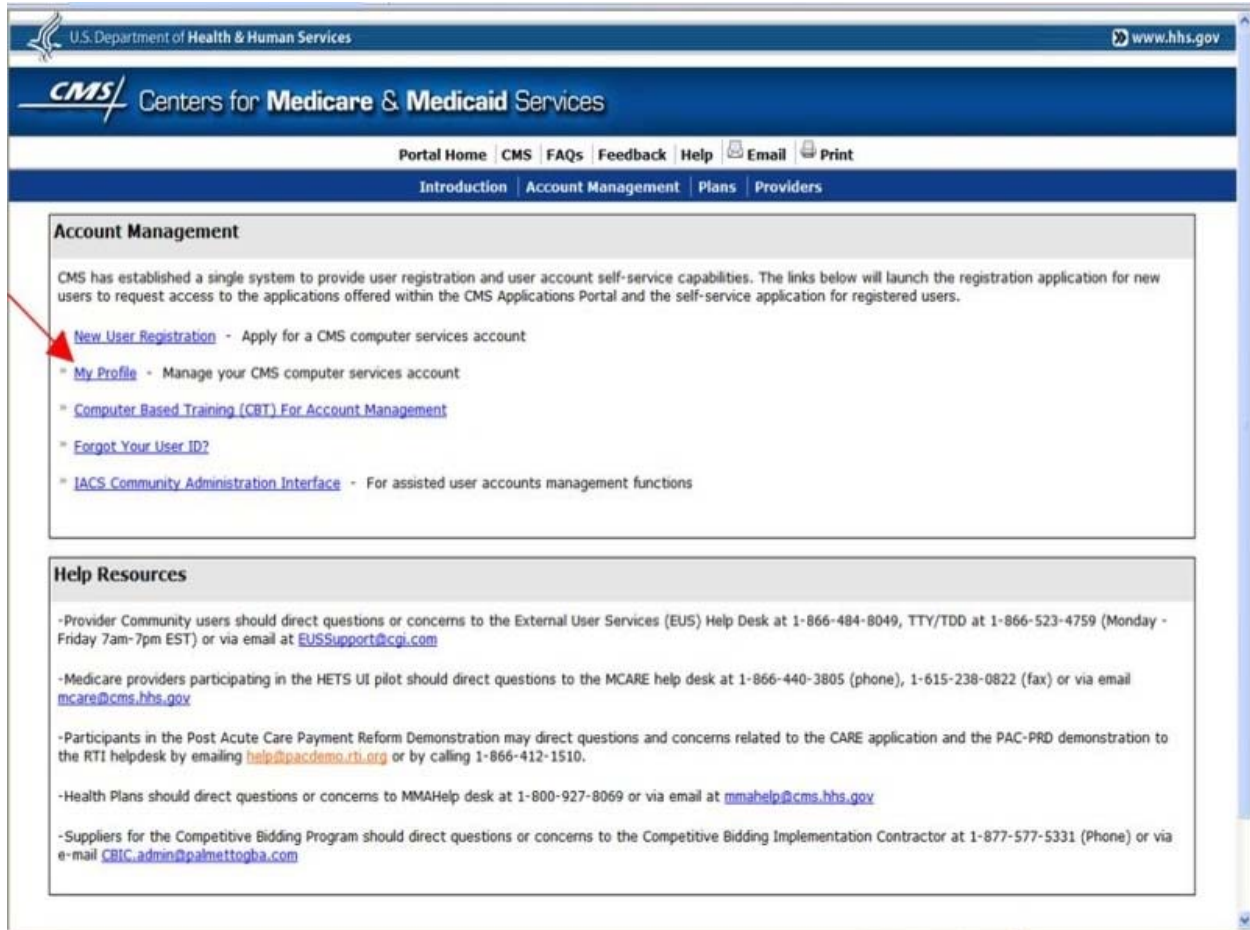 U.S. Department of Health & Human Services
www.hhs.gov
CMS Centers for Medicare & Medicaid Services
Portal Home CMS FAQs Feedback Help Email Print
Introduction Account Management Plans Providers
Account Management
CMS has established a single system to provide user registration and user account self-service capabilities. The links below will launch the registration application for new
users to request access to the applications offered within the CMS Applications Portal and the self-service application for registered users.
New User Registration - Apply for a CMS computer services account
» My Profile - Manage your CMS computer services account
» Computer Based Training (CBT) For Account Management
» Forgot Your User ID?
» IACS Community Administration Interface - For assisted user accounts management functions
Help Resources
-Provider Community users should direct questions or concerns to the External User Services (EUS) Help Desk at 1-866-484-8049, TTY/TDD at 1-866-523-4759 (Monday -
Friday 7am-7pm EST) or via email at EUSSupport@cgi.com
-Medicare providers participating in the HETS UI pilot should direct questions to the MCARE help desk at 1-866-440-3805 (phone), 1-615-238-0822 (fax) or via email
mcare@cms.hhs.gov
-Participants in the Post Acute Care Payment Reform Demonstration may direct questions and concerns related to the CARE application and the PAC-PRD demonstration to
the RTI helpdesk by emailing help@pacdemo.rti.org or by calling 1-866-412-1510.
-Health Plans should direct questions or concerns to MMAHelp desk at 1-800-927-8069 or via email at mmahelp@cms.hhs.gov
-Suppliers for the Competitive Bidding Program should direct questions or concerns to the Competitive Bidding Implementation Contractor at 1-877-577-5331 (Phone) or via
e-mail CBIC.admin@palmettogba.com